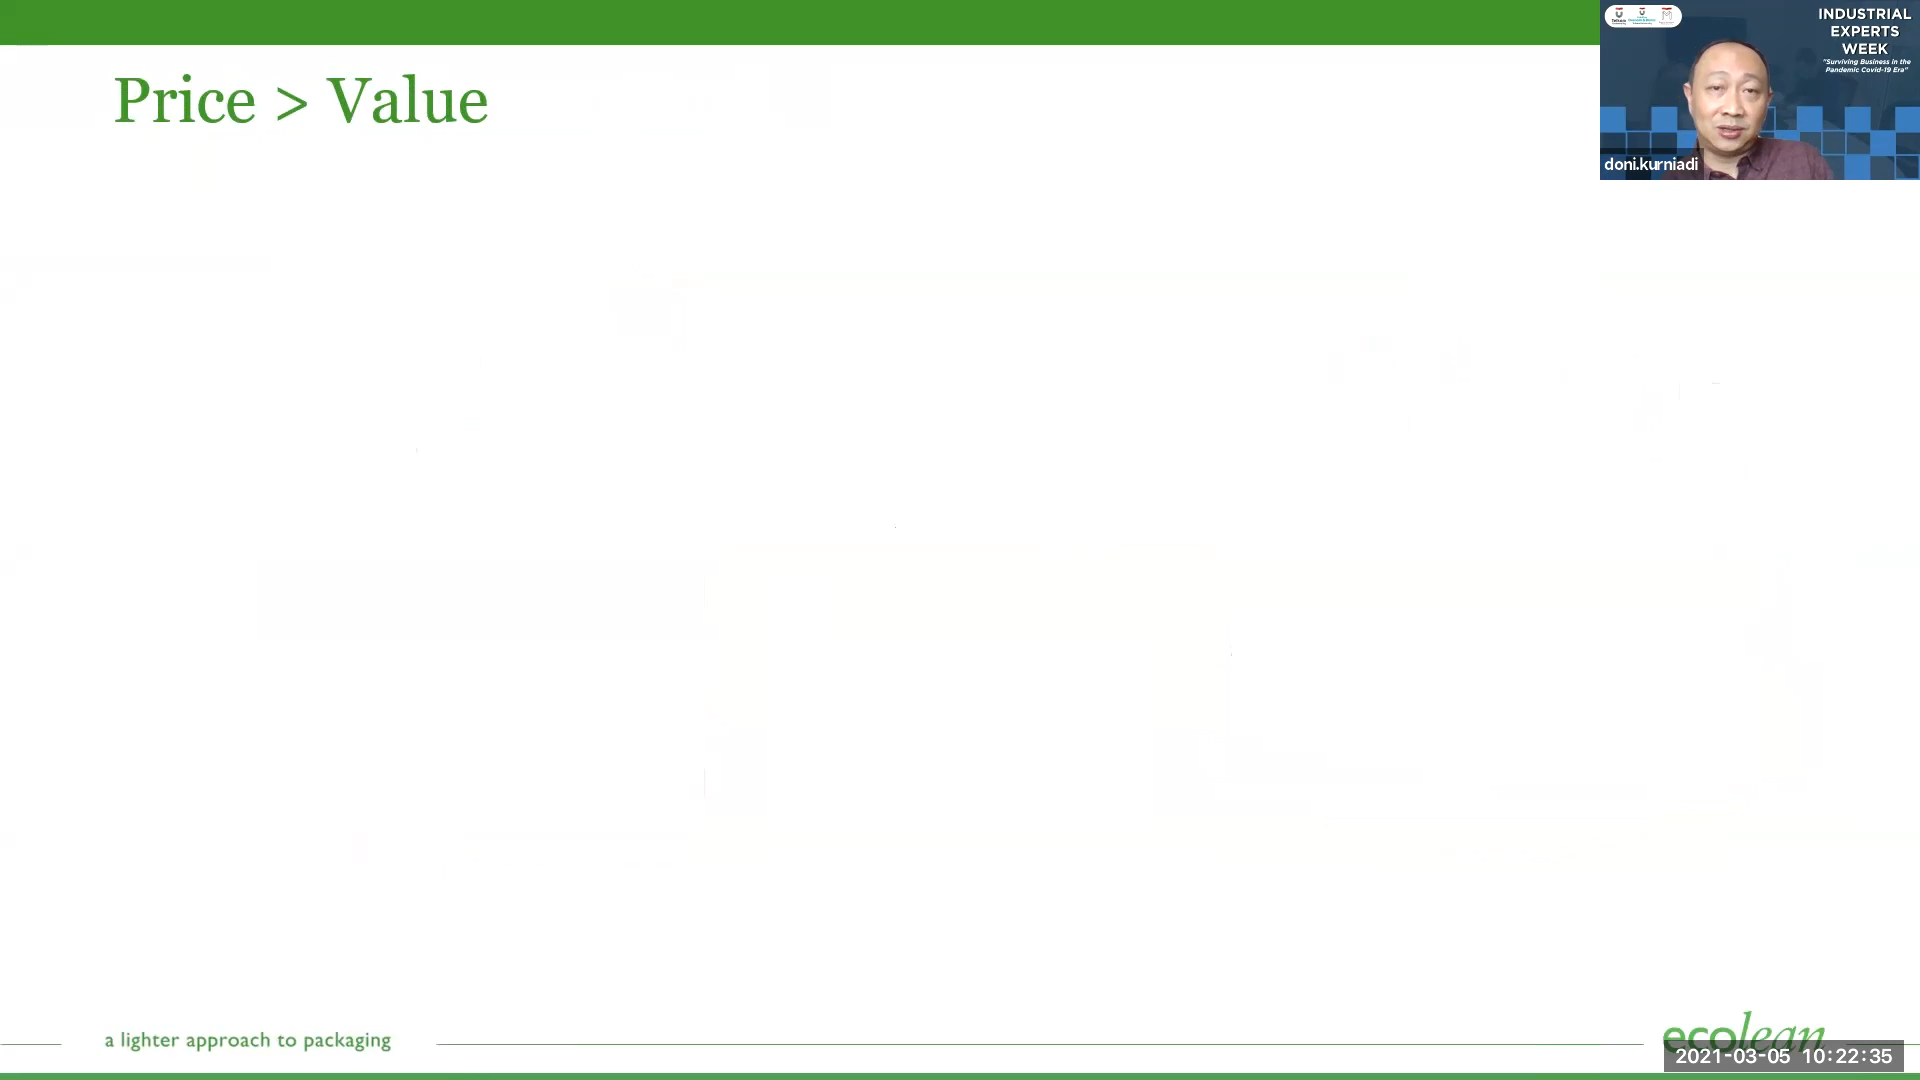 Price > Value
INDUSTRIAL
EXPERTS
WEEK
"Surviving Business in the
Pandemic Covid-19 Era"
doni.kurniadi
a lighter approach to packaging
ecolean
2021-03-05 10:22:35